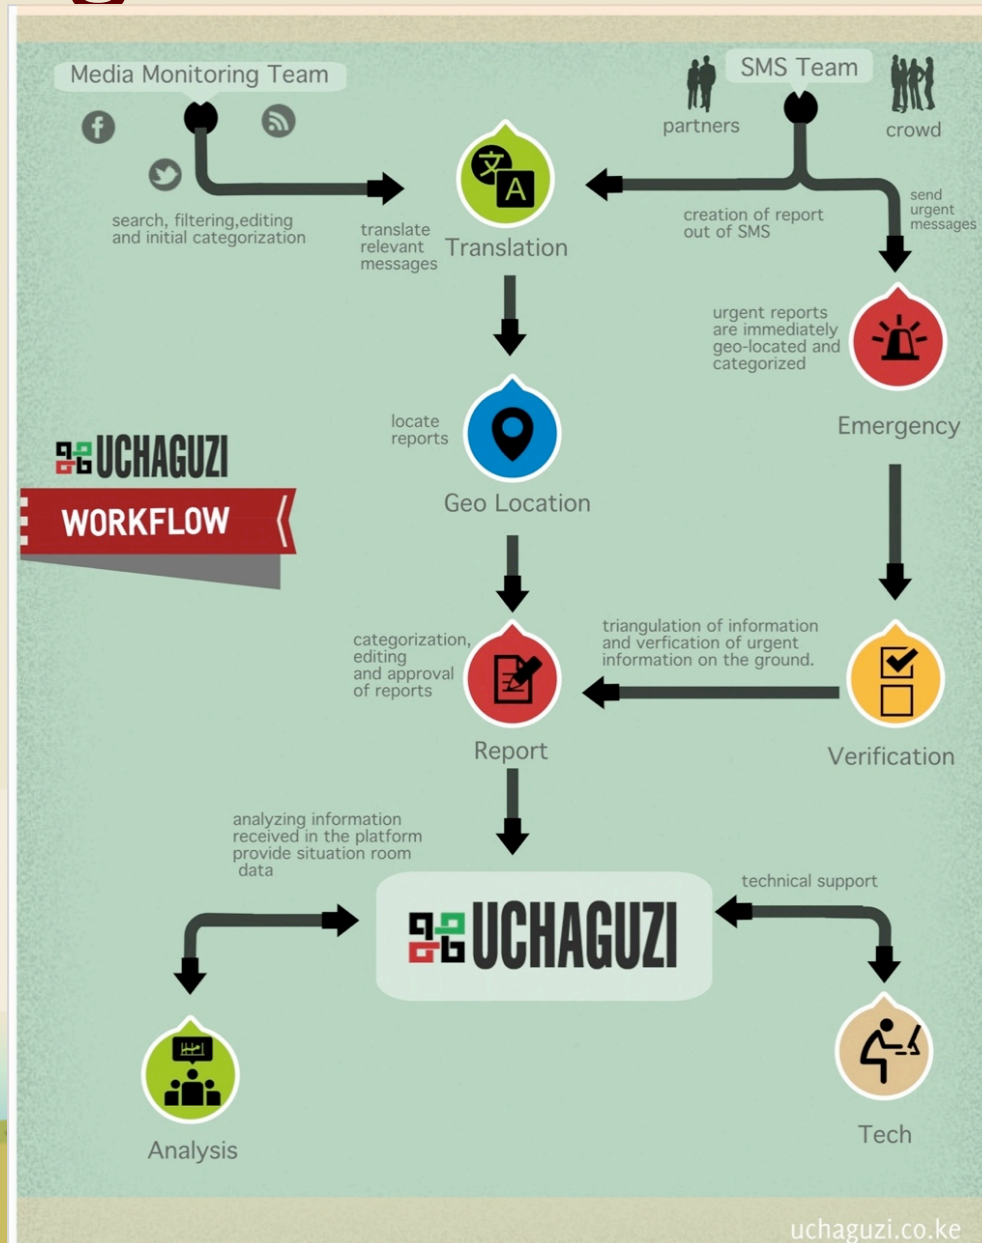 Media Monitoring Team
SMS Team
partners
crowd
search, filtering,editing
and initial categorization
translate
relevant
messages
文
A
Translation
creation of report
out of SMS
send
urgent
messages
urgent reports
are immediately
geo-located and
categorized
Emergency
locate
reports
Geo Location
UCHAGUZI
WORKFLOW
categorization,
editing
and approval
of reports
Report
triangulation of information
and verfication of urgent
information on the ground.
Verification
analyzing information
received in the platform
provide situation room
data
technical support
UCHAGUZI
Analysis
Tech
uchaguzi.co.ke